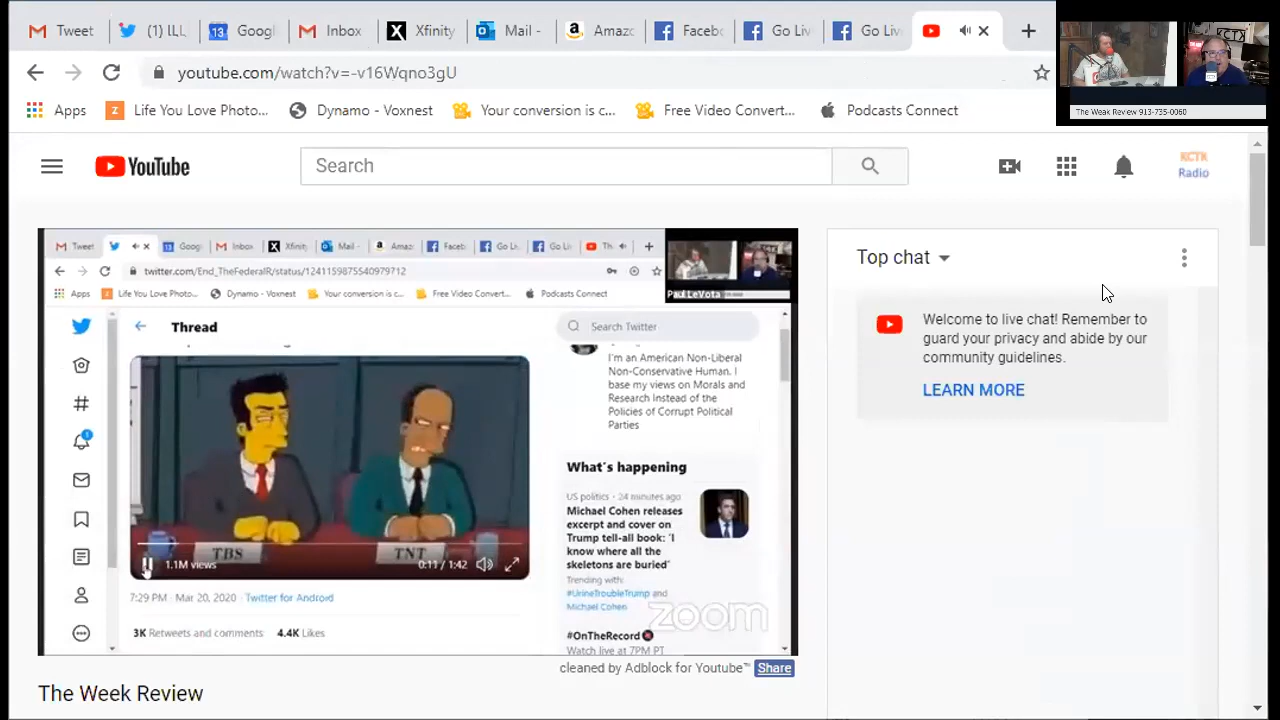 Tweet
(1) ILL
Googl
Inbox
Xfinity
Mail -
Amazo
Facebo
Go Liv
Go Live
youtube.com/watch?v=-v16Wqno3gU
Apps
Life You Love Photo...
Dynamo - Voxnest
Your conversion is c...
Free Video Convert...
Podcasts Connect
The Weak Review 913-735-0060
YouTube
Search
KCTK
Radio
Tweet
Goog
Inbox
Xfinity
Mail -
Amaz
Faceb
Go Liv
Go Li
Th
twitter.com/End_TheFederalR/status/1241159875540979712
Apps
Life You Love Photo...
Dynamo - Voxnest
Your conversion is c...
Free Video Convert...
Podcasts Connect
Paul LeVota
Thread
Search Twitter
I'm an American Non-Liberal
Non-Conservative Human. I
base my views on Morals and
Research Instead of the
Policies of Corrupt Political
Parties
What's happening
US politics · 24 minutes ago
Michael Cohen releases
excerpt and cover on
Trump tell-all book: 'I
know where all the
skeletons are buried'
Trending with:
#UrineTroubleTrump and
Michael Cohen
#OnTheRecord
Watch live at 7PM PT
TBS
TNT
1.1M views
0:11 / 1:42
7:29 PM · Mar 20, 2020 · Twitter for Android
3K Retweets and comments 4.4K Likes
zoom
cleaned by Adblock for Youtube™ Share
The Week Review
Top chat
Welcome to live chat! Remember to
guard your privacy and abide by our
community guidelines.
LEARN MORE